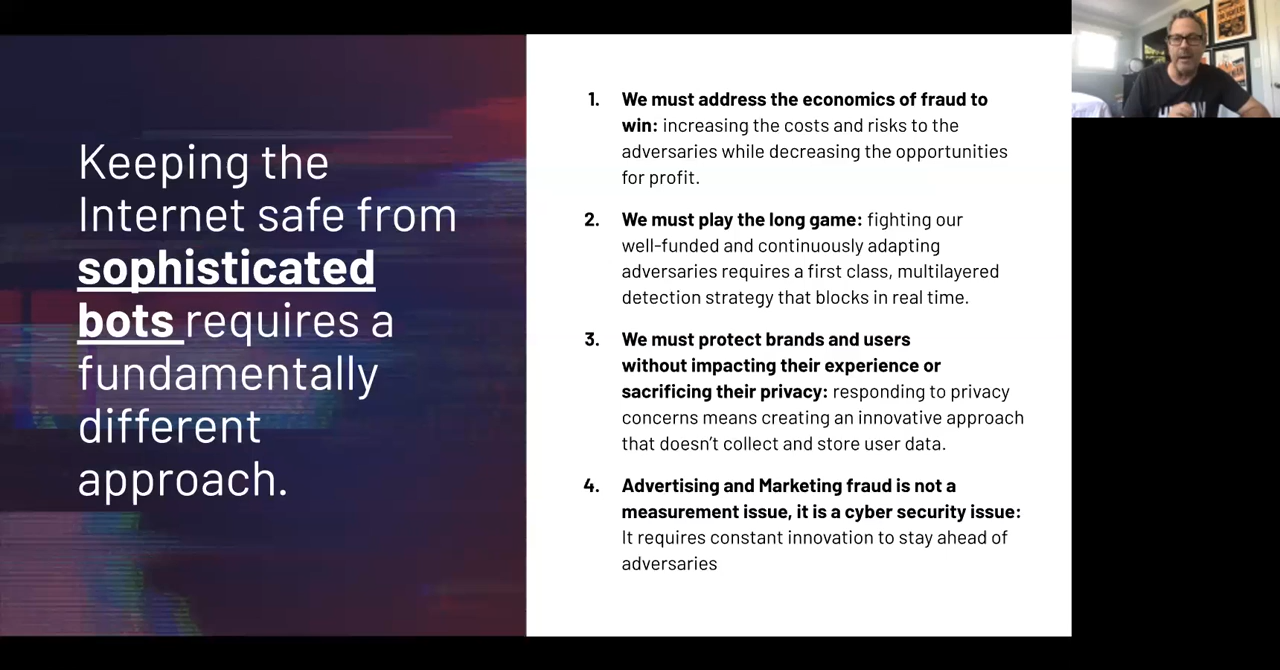 Keeping the
Internet safe from
sophisticated
bots requires a
fundamentally
different
approach.
1. We must address the economics of fraud to
win: increasing the costs and risks to the
adversaries while decreasing the opportunities
for profit.
2. We must play the long game: fighting our
well-funded and continuously adapting
adversaries requires a first class, multilayered
detection strategy that blocks in real time.
3. We must protect brands and users
without impacting their experience or
sacrificing their privacy: responding to privacy
concerns means creating an innovative approach
that doesn’t collect and store user data.
4. Advertising and Marketing fraud is not a
measurement issue, it is a cyber security issue:
It requires constant innovation to stay ahead of
adversaries